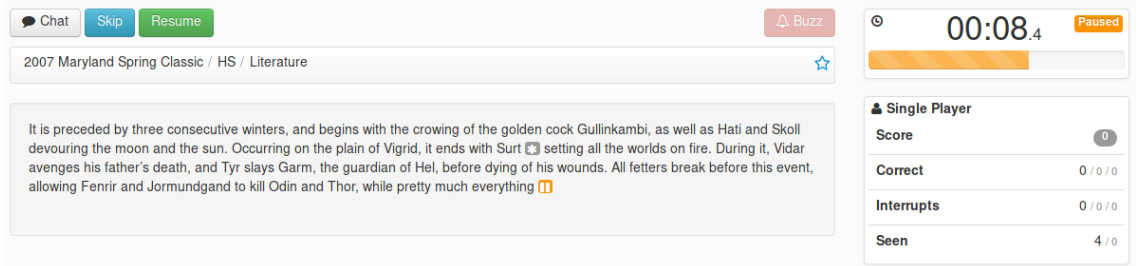 Chat Skip Resume Buzz
2007 Maryland Spring Classic / HS / Literature
It is preceded by three consecutive winters, and begins with the crowing of the golden cock Gullinkambi, as well as Hati and Skoll
devouring the moon and the sun. Occurring on the plain of Vigrid, it ends with Surt * setting all the worlds on fire. During it, Vidar
avenges his father's death, and Tyr slays Garm, the guardian of Hel, before dying of his wounds. All fetters break before this event,
allowing Fenrir and Jormundgand to kill Odin and Thor, while pretty much everything
00:08.4 Paused
Single Player
Score 0
Correct 0 / 0 / 0
Interrupts 0 / 0 / 0
Seen 4 / 0